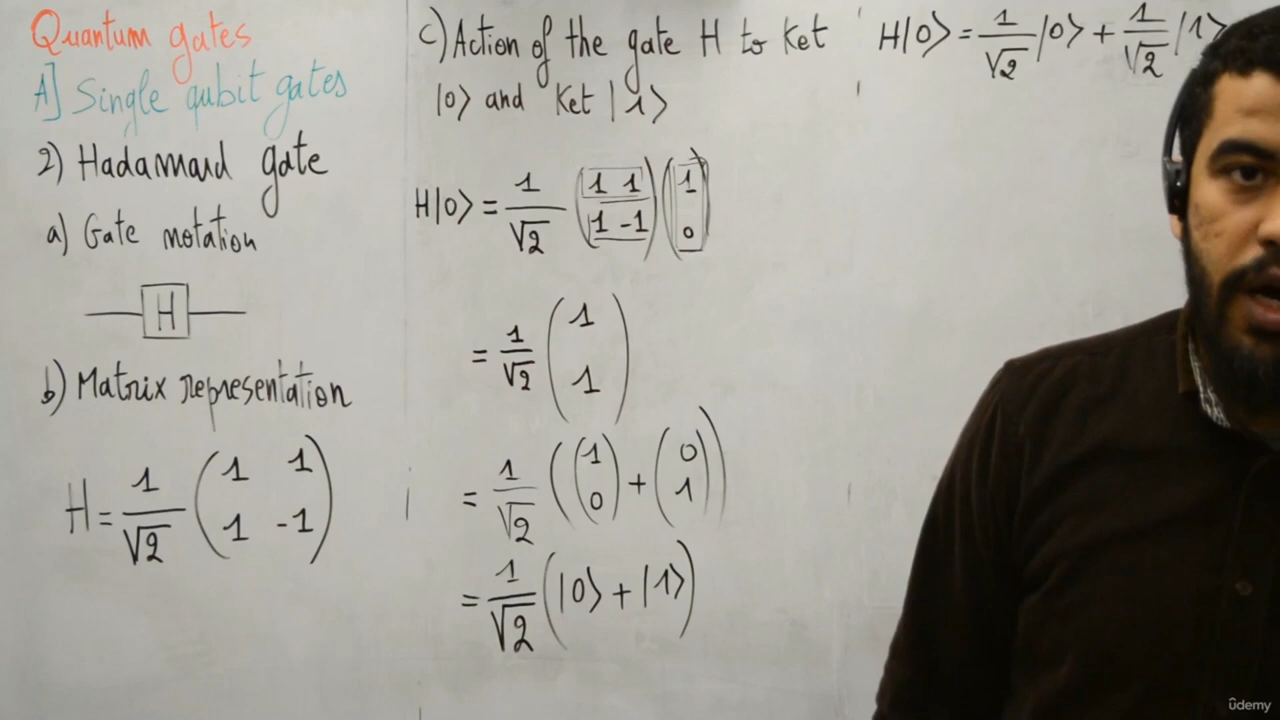 Quantum gates
A] Single qubit gates
2) Hadamard gate
a) Gate notation
H
b) Matrix representation
H = 1/√2 (1 1
1 -1)
c) Action of the gate H to ket
|0⟩ and ket |1⟩
H|0⟩ = 1/√2 (1 1
1 -1) (1
0)
= 1/√2 (1
1)
= 1/√2 ((1
0) + (0
1))
= 1/√2 (|0⟩ + |1⟩)
H|0⟩ = 1/√2 |0⟩ + 1/√2 |1⟩
ûdemy